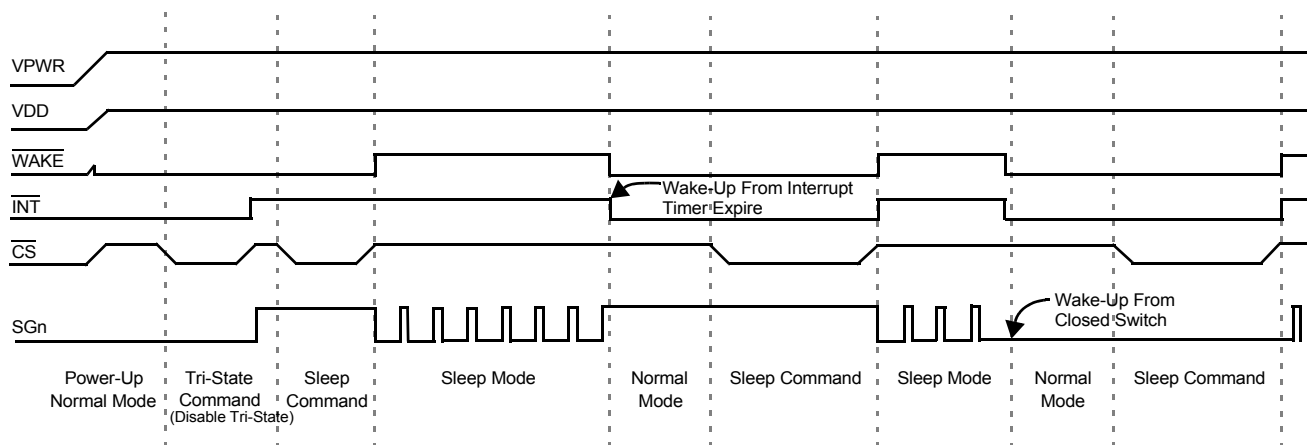 VPWR
VDD
WAKE
INT
CS
SGn
Wake-Up From Interrupt
Timer Expire
Wake-Up From
Closed Switch
Power-Up
Normal Mode
Tri-State
Command
(Disable Tri-State)
Sleep
Command
Sleep Mode
Normal
Mode
Sleep Command
Sleep Mode
Normal
Mode
Sleep Command